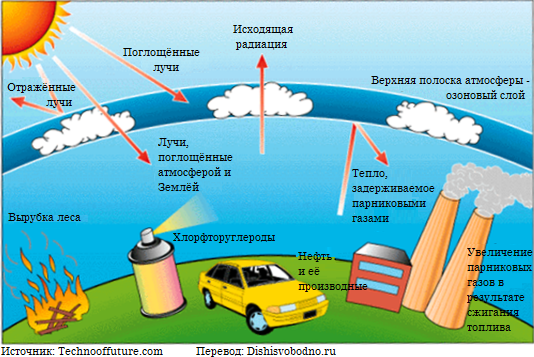 Исходящая
радиация
Поглощённые
лучи
Верхняя полоска атмосферы -
озоновый слой
Отражённые
лучи
Лучи,
поглощённые
атмосферой и
Землёй
Тепло,
задерживаемое
парниковыми
газами
Вырубка леса
Хлорфторуглероды
Нефть
и её
производные
Увеличение
парниковых
газов в
результате
сжигания
топлива
Источник: Technooffuture.com Перевод: Dishisvobodno.ru